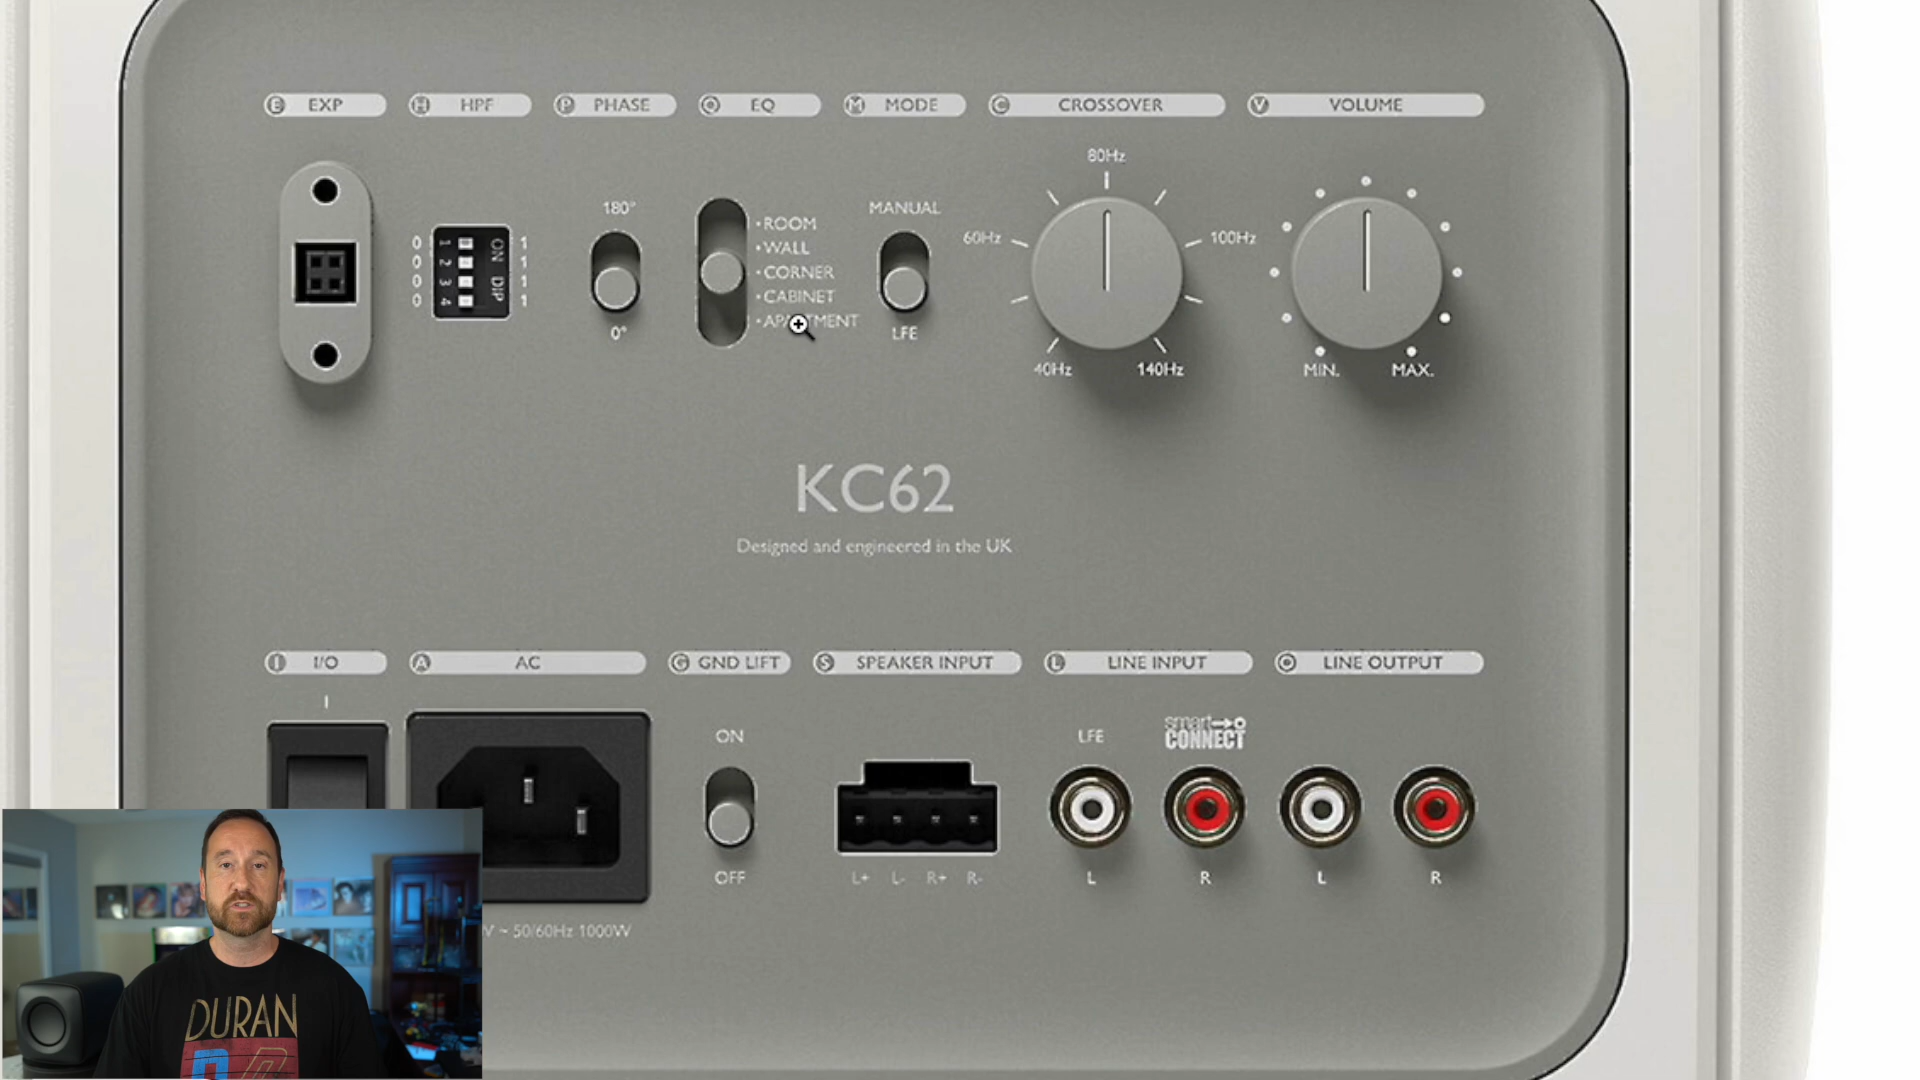 E EXP
H HPF
P PHASE
EQ
M MODE
C CROSSOVER
V VOLUME
80Hz
180°
ROOM
MANUAL
WALL
60Hz
100Hz
0 1 ON 1
0 2 1
0 3 DIP 1
0 4 1
CORNER
CABINET
0°
LFE
40Hz
140Hz
MIN.
MAX.
KC62
Designed and engineered in the UK
I I/O
A AC
G GND LIFT
S SPEAKER INPUT
L LINE INPUT
O LINE OUTPUT
I
ON
LFE
smart CONNECT
OFF
L+ L- R+ R-
L
R
L
R
V ~ 50/60Hz 1000W
DURAN